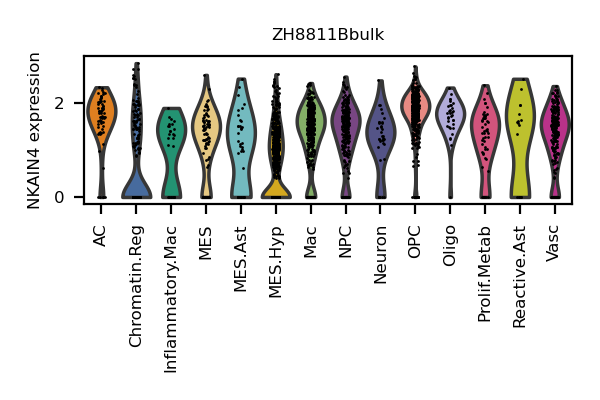 ZH8811Bbulk
NKAIN4 expression
2
0
AC
Chromatin.Reg
Inflammatory.Mac
MES
MES.Ast
MES.Hyp
Mac
NPC
Neuron
OPC
Oligo
Prolif.Metab
Reactive.Ast
Vasc